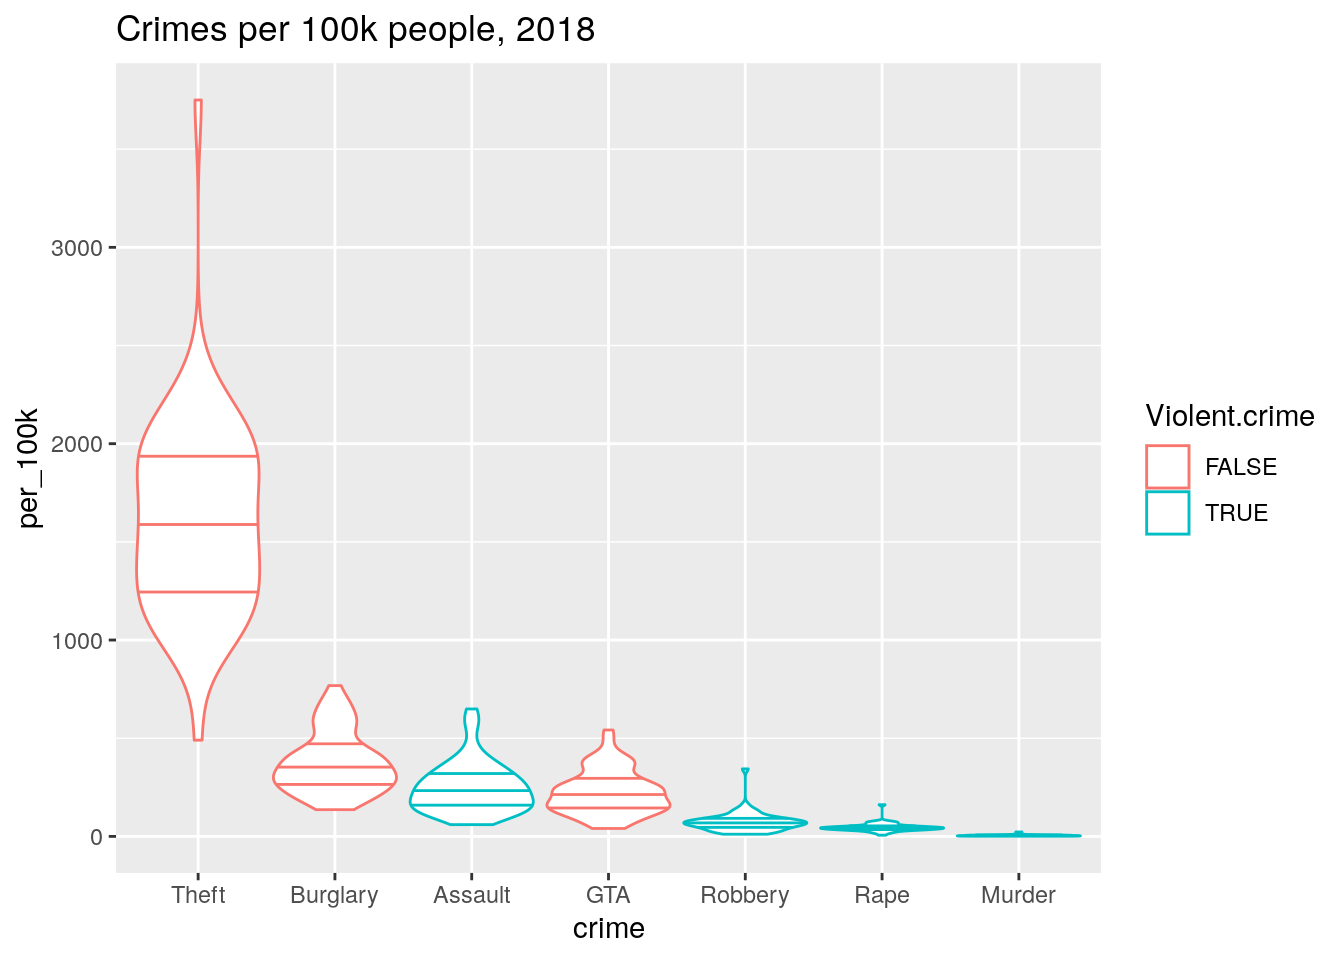 Crimes per 100k people, 2018
per_100k
3000
2000
1000
0
Theft Burglary Assault GTA Robbery Rape Murder
crime
Violent.crime
FALSE
TRUE